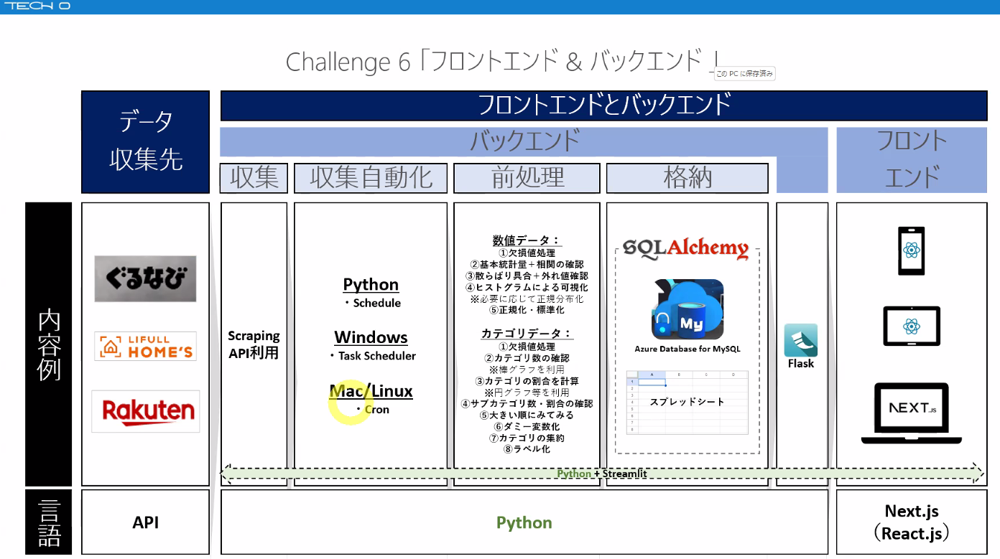 TECH 0
Challenge 6「フロントエンド & バックエンド 」
この PC に保存済み
データ
収集先
フロントエンドとバックエンド
バックエンド
フロント
エンド
収集
収集自動化
前処理
格納
内容例
ぐるなび
LIFULL
HOME'S
Rakuten
Scraping
API利用
Python
・Schedule
Windows
・Task Scheduler
Mac/Linux
・Cron
数値データ：
①欠損値処理
②基本統計量＋相関の確認
③散らばり具合＋外れ値確認
④ヒストグラムによる可視化
※必要に応じて正規分布化
⑤正規化・標準化
カテゴリデータ：
①欠損値処理
②カテゴリ数の確認
※棒グラフを利用
③カテゴリの割合を計算
※円グラフ等を利用
④サブカテゴリ数・割合の確認
⑤大きい順にみてみる
⑥ダミー変数化
⑦カテゴリの集約
⑧ラベル化
SQLAlchemy
My
Azure Database for MySQL
A B C D
1
2
3
4
5
6
7
8
スプレッドシート
Flask
NEXT.JS
Python + Streamlit
言語
API
Python
Next.js
（React.js）